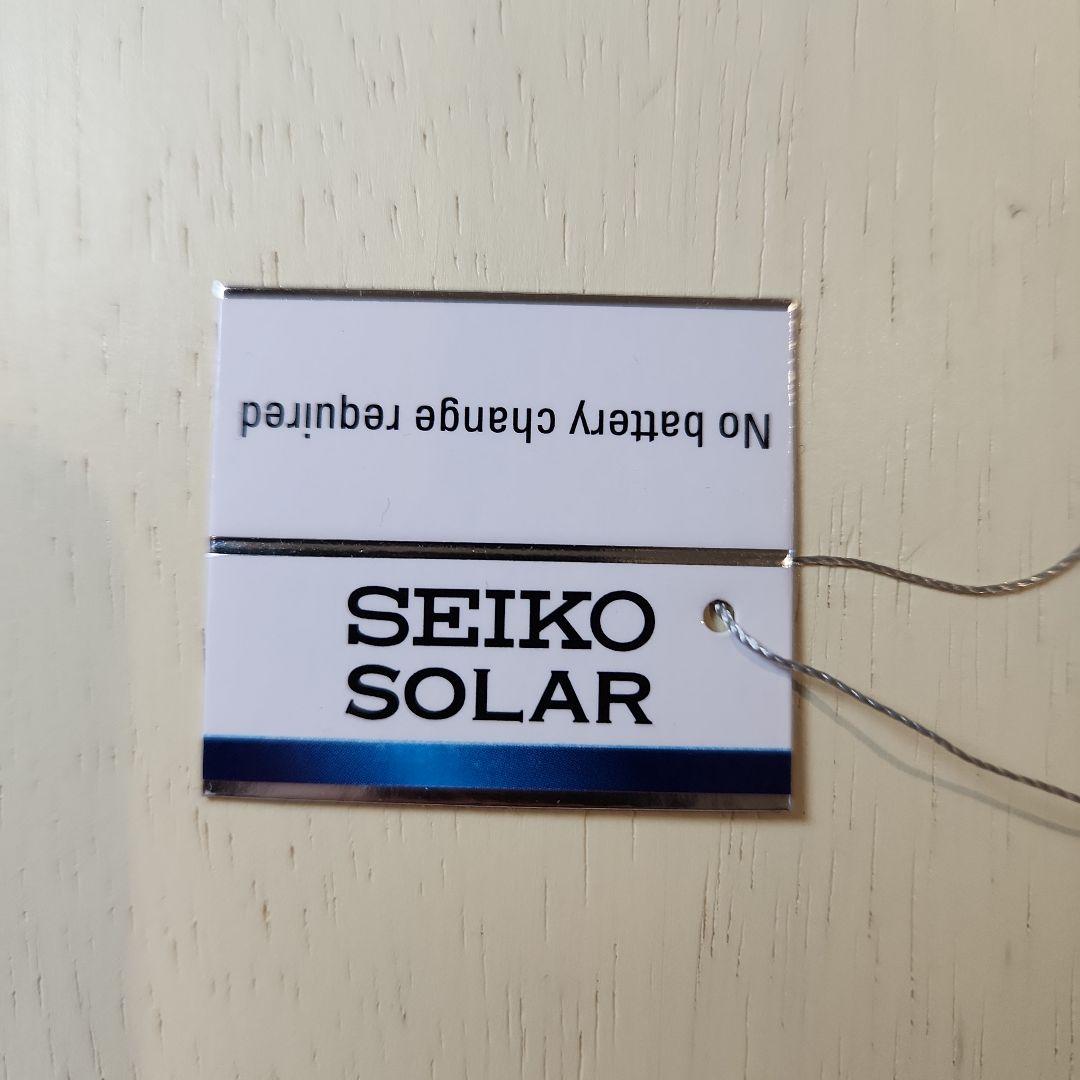 No battery change required
SEIKO
SOLAR